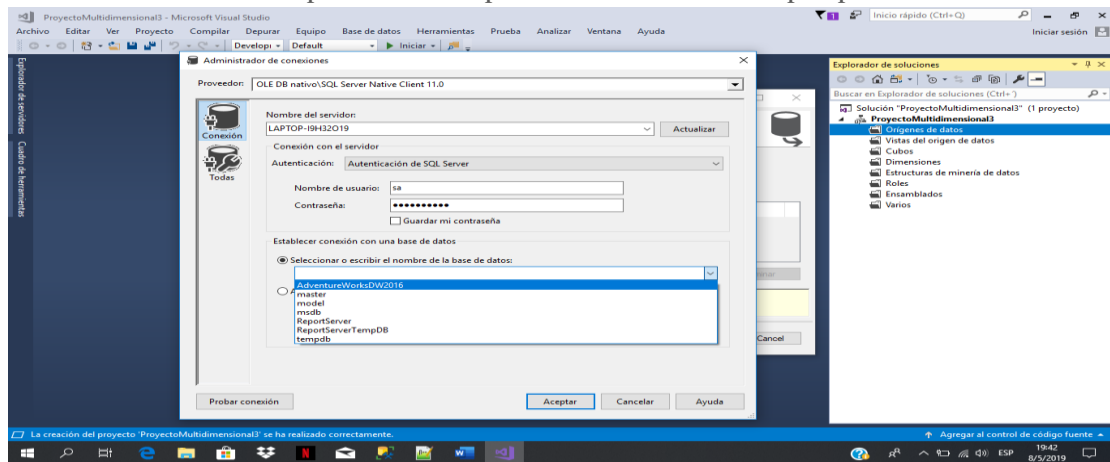 ProyectoMultidimensional3 - Microsoft Visual Studio
Inicio rápido (Ctrl+Q)
Archivo Editar Ver Proyecto Compilar Depurar Equipo Base de datos Herramientas Prueba Analizar Ventana Ayuda
Iniciar sesión
Developi Default Iniciar
Explorador de servidores
Cuadro de herramientas
Administrador de conexiones
Proveedor: OLE DB nativo\SQL Server Native Client 11.0
Conexión
Todas
Nombre del servidor:
LAPTOP-I9H32O19
Actualizar
Conexión con el servidor
Autenticación: Autenticación de SQL Server
Nombre de usuario: sa
Contraseña: ••••••••••
Guardar mi contraseña
Establecer conexión con una base de datos
Seleccionar o escribir el nombre de la base de datos:
AdventureWorksDW2016
master
model
msdb
ReportServer
ReportServerTempDB
tempdb
Probar conexión
Aceptar
Cancelar
Ayuda
Cancel
Explorador de soluciones
Buscar en Explorador de soluciones (Ctrl+´)
Solución "ProyectoMultidimensional3" (1 proyecto)
ProyectoMultidimensional3
Orígenes de datos
Vistas del origen de datos
Cubos
Dimensiones
Estructuras de minería de datos
Roles
Ensamblados
Varios
La creación del proyecto 'ProyectoMultidimensional3' se ha realizado correctamente.
Agregar al control de código fuente
ESP
19:42
8/5/2019